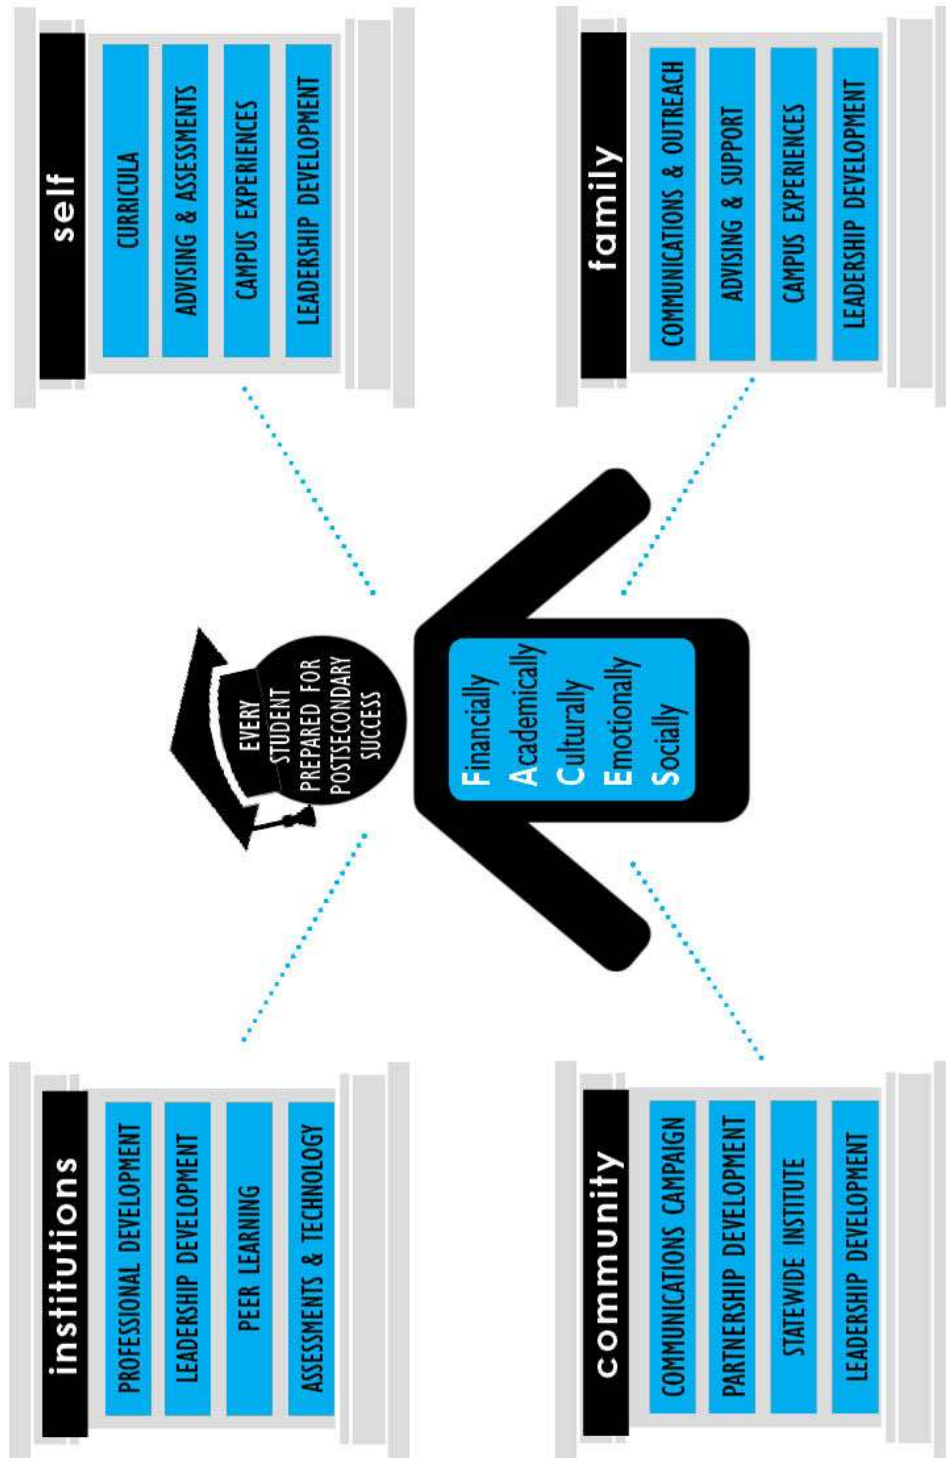 institutions
PROFESSIONAL DEVELOPMENT
LEADERSHIP DEVELOPMENT
PEER LEARNING
ASSESSMENTS & TECHNOLOGY
self
CURRICULA
ADVISING & ASSESSMENTS
CAMPUS EXPERIENCES
LEADERSHIP DEVELOPMENT
EVERY
STUDENT
PREPARED FOR
POSTSECONDARY
SUCCESS
Financially
Academically
Culturally
Emotionally
Socially
community
COMMUNICATIONS CAMPAIGN
PARTNERSHIP DEVELOPMENT
STATEWIDE INSTITUTE
LEADERSHIP DEVELOPMENT
family
COMMUNICATIONS & OUTREACH
ADVISING & SUPPORT
CAMPUS EXPERIENCES
LEADERSHIP DEVELOPMENT